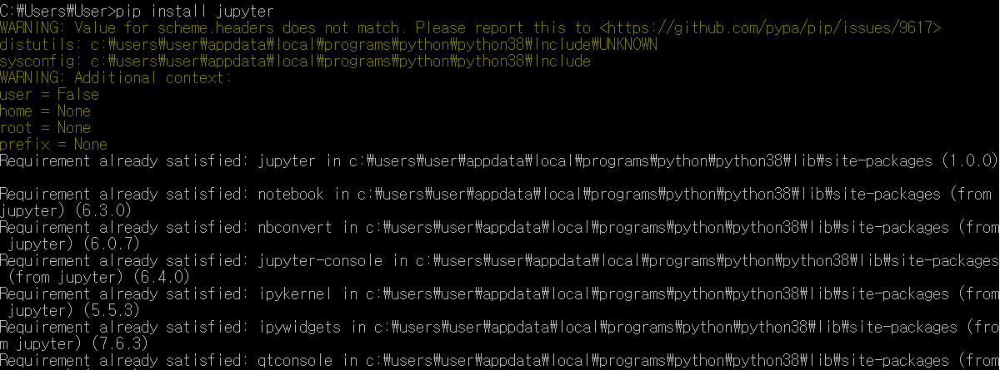 C:₩Users₩User>pip install jupyter
WARNING: Value for scheme.headers does not match. Please report this to <https://github.com/pypa/pip/issues/9617>
distutils: c:₩users₩user₩appdata₩local₩programs₩python₩python38₩Include₩UNKNOWN
sysconfig: c:₩users₩user₩appdata₩local₩programs₩python₩python38₩Include
WARNING: Additional context:
user = False
home = None
root = None
prefix = None
Requirement already satisfied: jupyter in c:₩users₩user₩appdata₩local₩programs₩python₩python38₩lib₩site-packages (1.0.0)
Requirement already satisfied: notebook in c:₩users₩user₩appdata₩local₩programs₩python₩python38₩lib₩site-packages (from
jupyter) (6.3.0)
Requirement already satisfied: nbconvert in c:₩users₩user₩appdata₩local₩programs₩python₩python38₩lib₩site-packages (from
jupyter) (6.0.7)
Requirement already satisfied: jupyter-console in c:₩users₩user₩appdata₩local₩programs₩python₩python38₩lib₩site-packages
(from jupyter) (6.4.0)
Requirement already satisfied: ipykernel in c:₩users₩user₩appdata₩local₩programs₩python₩python38₩lib₩site-packages (from
jupyter) (5.5.3)
Requirement already satisfied: ipywidgets in c:₩users₩user₩appdata₩local₩programs₩python₩python38₩lib₩site-packages (fro
m jupyter) (7.6.3)
Requirement already satisfied: qtconsole in c:₩users₩user₩appdata₩local₩programs₩python₩python38₩lib₩site-packages (from